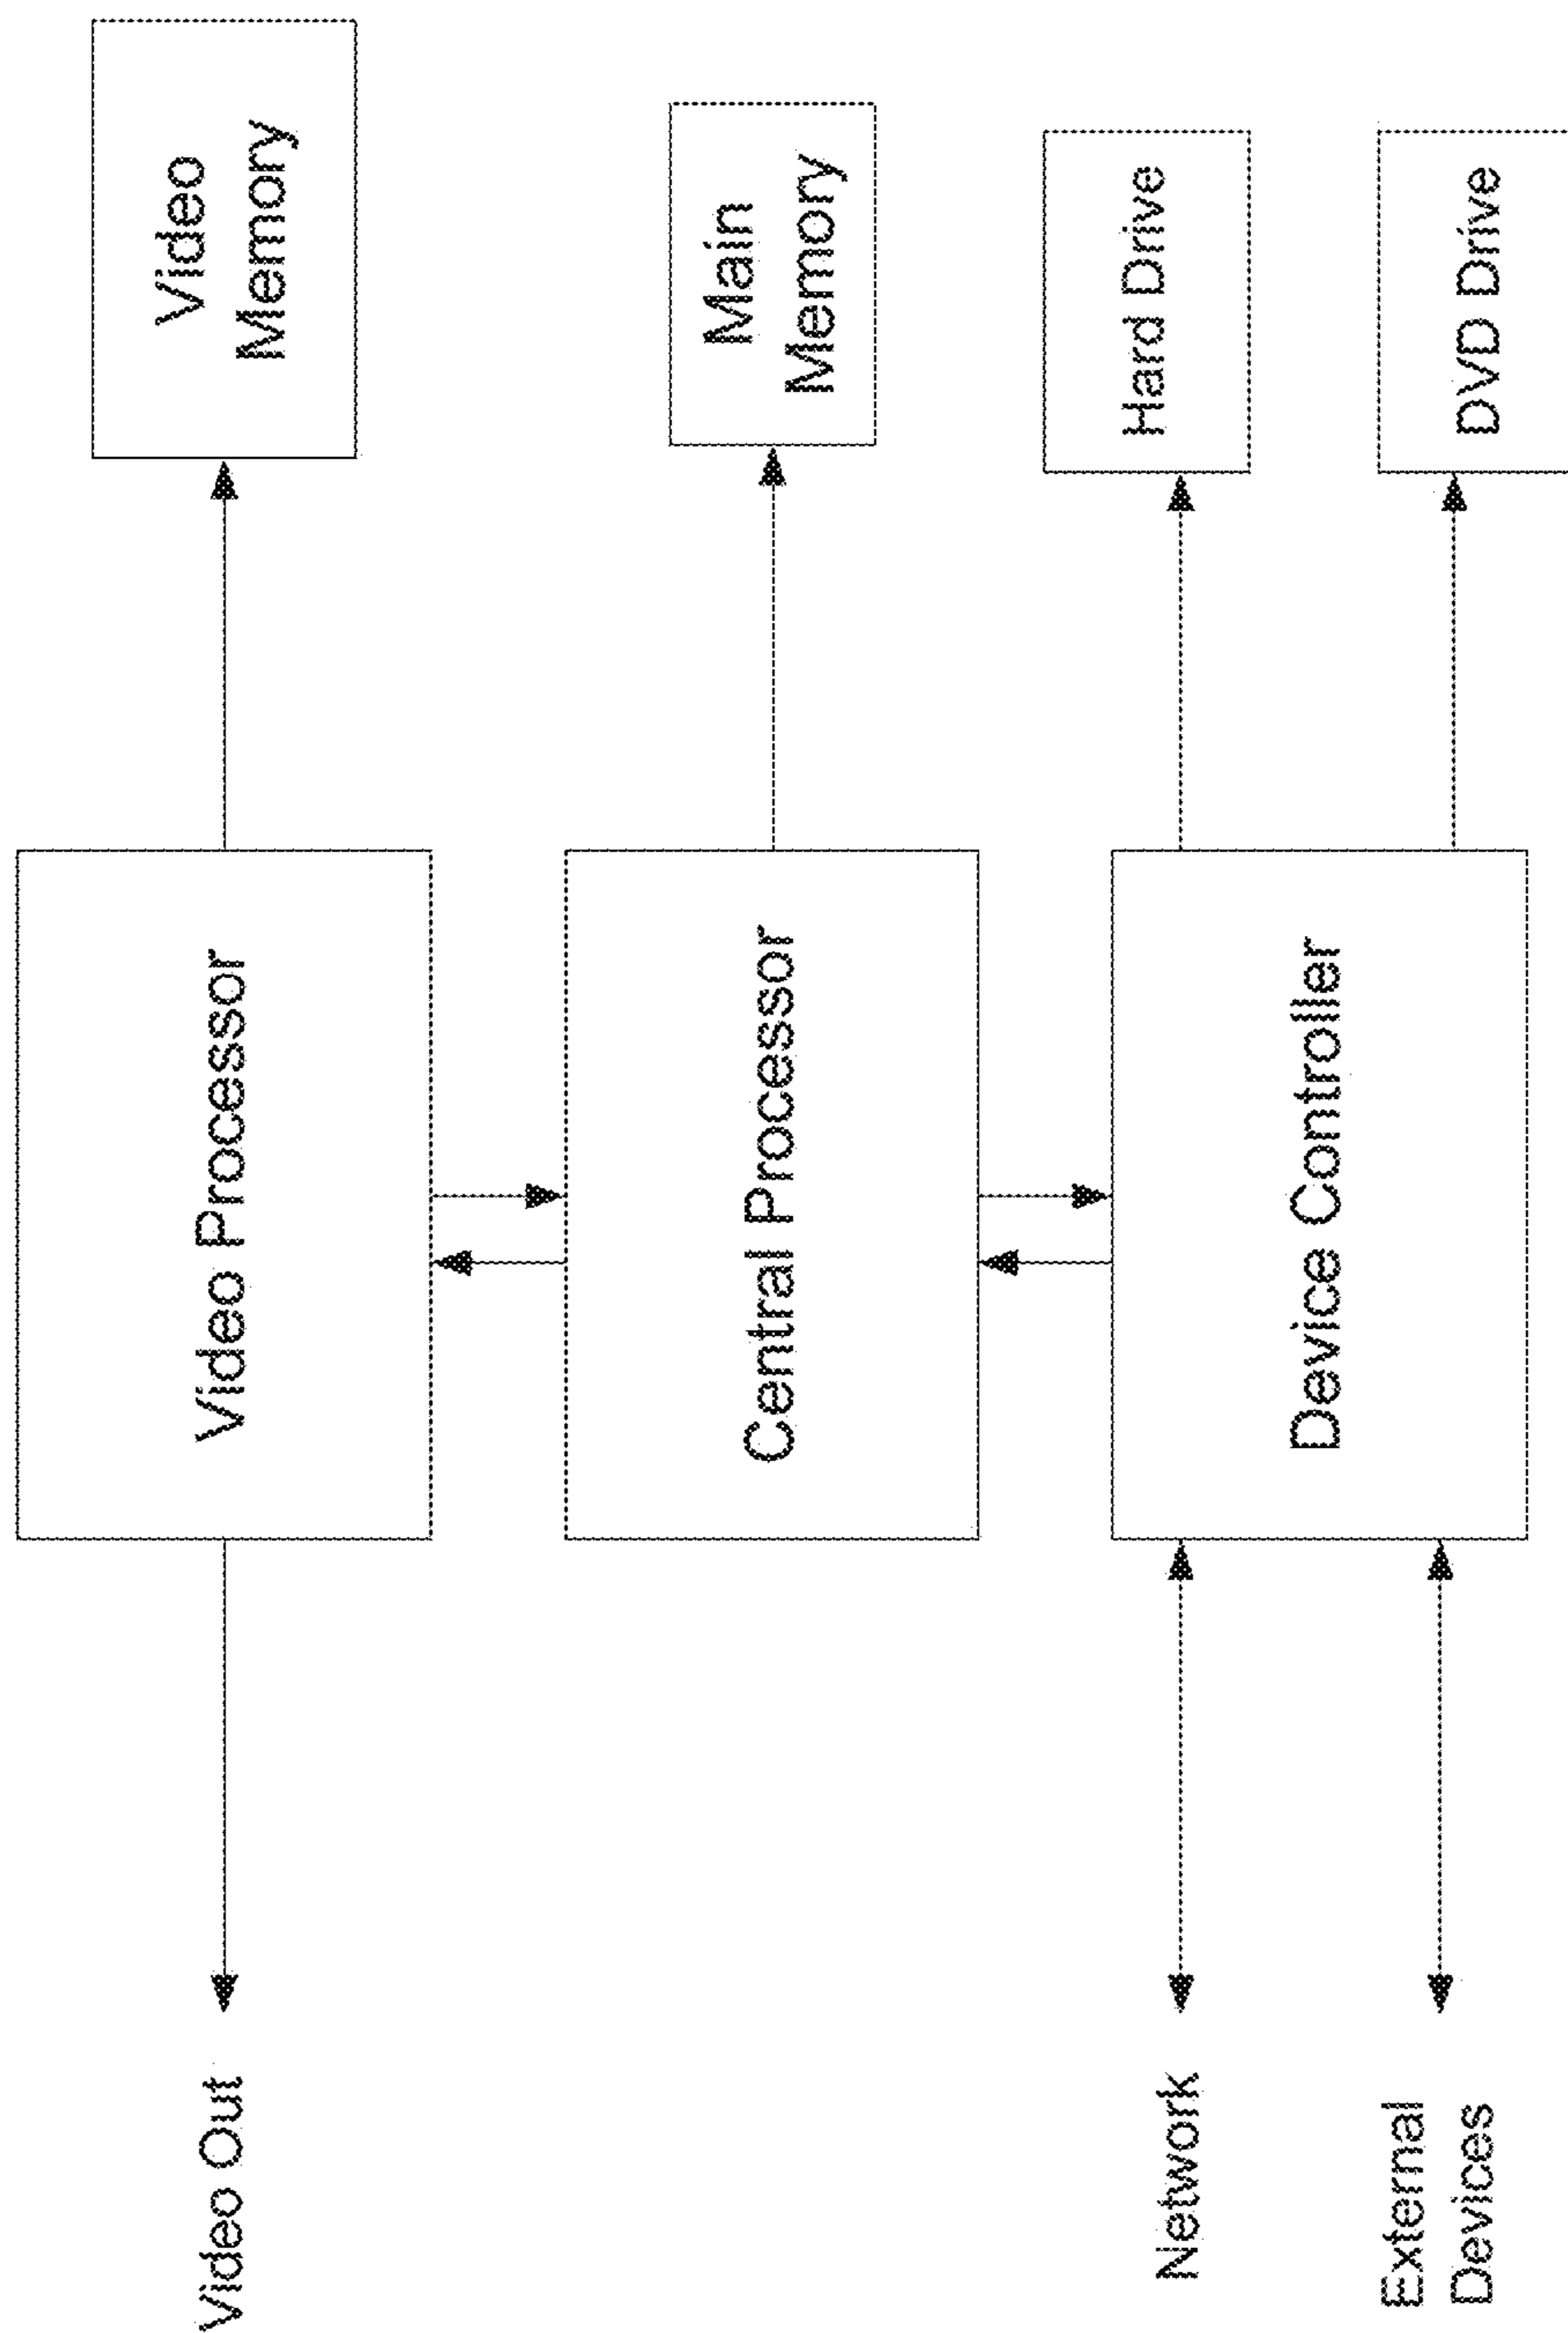 Video Out
Video Processor
Video
Memory
Central Processor
Main
Memory
Network
External
Devices
Device Controller
Hard Drive
DVD Drive